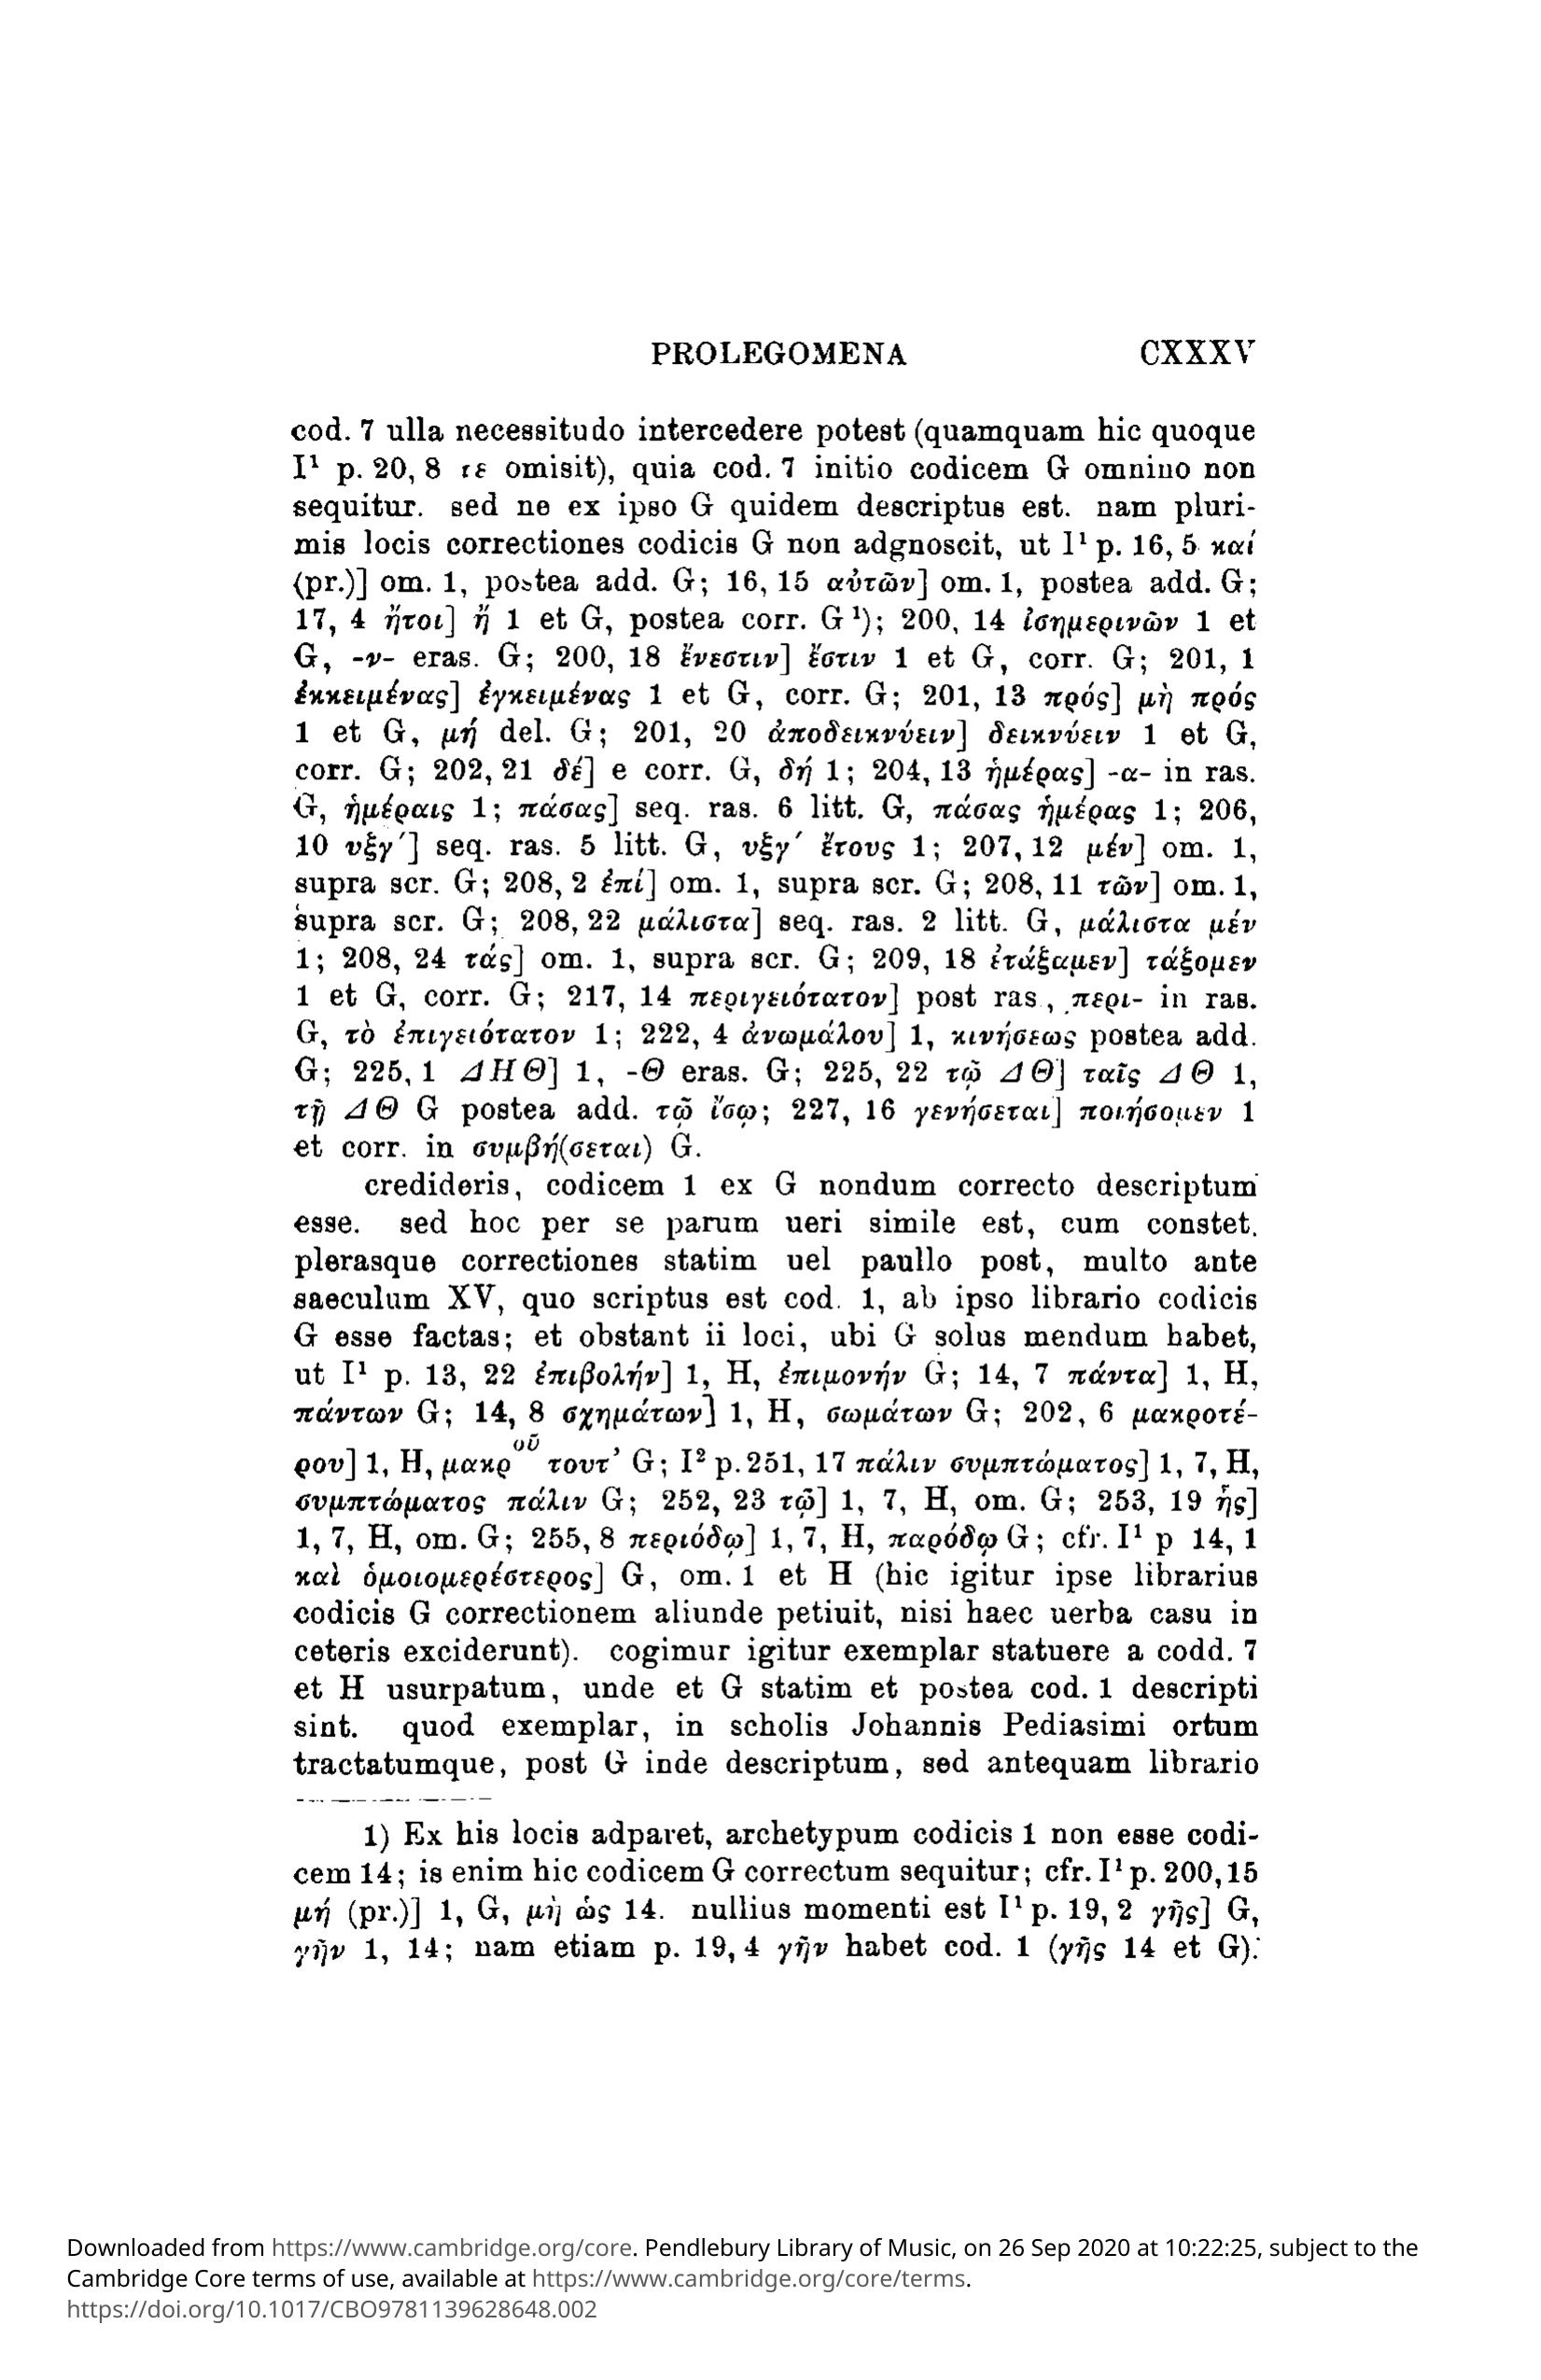 PROLEGOMENA CXXXV
cod. 7 ulla necessitudo intercedere potest (quamquam hic quoque
I¹ p. 20, 8 τε omisit), quia cod. 7 initio codicem G omnino non
sequitur. sed ne ex ipso G quidem descriptus est. nam pluri-
mis locis correctiones codicis G non adgnoscit, ut I¹ p. 16, 5 καί
(pr.)] om. 1, postea add. G; 16, 15 αὐτῶν] om. 1, postea add. G;
17, 4 ἤτοι] ἤ 1 et G, postea corr. G ¹); 200, 14 ἰσημερινῶν 1 et
G, -ν- eras. G; 200, 18 ἔνεστιν] ἔστιν 1 et G, corr. G; 201, 1
ἐκκειμένας] ἐγκειμένας 1 et G, corr. G; 201, 13 πρός] μὴ πρός
1 et G, μή del. G; 201, 20 ἀποδεικνύειν] δεικνύειν 1 et G,
corr. G; 202, 21 δέ] e corr. G, δή 1; 204, 13 ἡμέρας] -α- in ras.
G, ἡμέραις 1; πάσας] seq. ras. 6 litt. G, πάσας ἡμέρας 1; 206,
10 υξγ´] seq. ras. 5 litt. G, υξγ´ ἔτους 1; 207, 12 μέν] om. 1,
supra scr. G; 208, 2 ἐπί] om. 1, supra scr. G; 208, 11 τῶν] om. 1,
supra scr. G; 208, 22 μάλιστα] seq. ras. 2 litt. G, μάλιστα μέν
1; 208, 24 τάς] om. 1, supra scr. G; 209, 18 ἐτάξαμεν] τάξομεν
1 et G, corr. G; 217, 14 περιγειότατον] post ras., περι- in ras.
G, τὸ ἐπιγειότατον 1; 222, 4 ἀνωμάλου] 1, κινήσεως postea add.
G; 225, 1 ΔΗΘ] 1, -Θ eras. G; 225, 22 τῷ ΔΘ] ταῖς ΔΘ 1,
τῇ ΔΘ G postea add. τῷ ἴσῳ; 227, 16 γενήσεται] ποιήσομεν 1
et corr. in συμβή(σεται) G.
credideris, codicem 1 ex G nondum correcto descriptum
esse. sed hoc per se parum ueri simile est, cum constet,
plerasque correctiones statim uel paullo post, multo ante
saeculum XV, quo scriptus est cod. 1, ab ipso librario codicis
G esse factas; et obstant ii loci, ubi G solus mendum habet,
ut I¹ p. 13, 22 ἐπιβολήν] 1, H, ἐπιμονήν G; 14, 7 πάντα] 1, H,
πάντων G; 14, 8 σχημάτων] 1, H, σωμάτων G; 202, 6 μακροτέ-
ρου] 1, H, μακρ<sup>οῦ</sup> τουτ’ G; I² p. 251, 17 πάλιν συμπτώματος] 1, 7, H,
συμπτώματος πάλιν G; 252, 23 τῷ] 1, 7, H, om. G; 253, 19 ἧς]
1, 7, H, om. G; 255, 8 περιόδῳ] 1, 7, H, παρόδῳ G; cfr. I¹ p 14, 1
καὶ ὁμοιομερέστερος] G, om. 1 et H (hic igitur ipse librarius
codicis G correctionem aliunde petiuit, nisi haec uerba casu in
ceteris exciderunt). cogimur igitur exemplar statuere a codd. 7
et H usurpatum, unde et G statim et postea cod. 1 descripti
sint. quod exemplar, in scholis Johannis Pediasimi ortum
tractatumque, post G inde descriptum, sed antequam librario
1) Ex his locis adparet, archetypum codicis 1 non esse codi-
cem 14; is enim hic codicem G correctum sequitur; cfr. I¹ p. 200, 15
μή (pr.)] 1, G, μὴ ὡς 14. nullius momenti est I¹ p. 19, 2 γῆς] G,
γῆν 1, 14; nam etiam p. 19, 4 γῆν habet cod. 1 (γῆς 14 et G).
Downloaded from https://www.cambridge.org/core. Pendlebury Library of Music, on 26 Sep 2020 at 10:22:25, subject to the
Cambridge Core terms of use, available at https://www.cambridge.org/core/terms.
https://doi.org/10.1017/CBO9781139628648.002